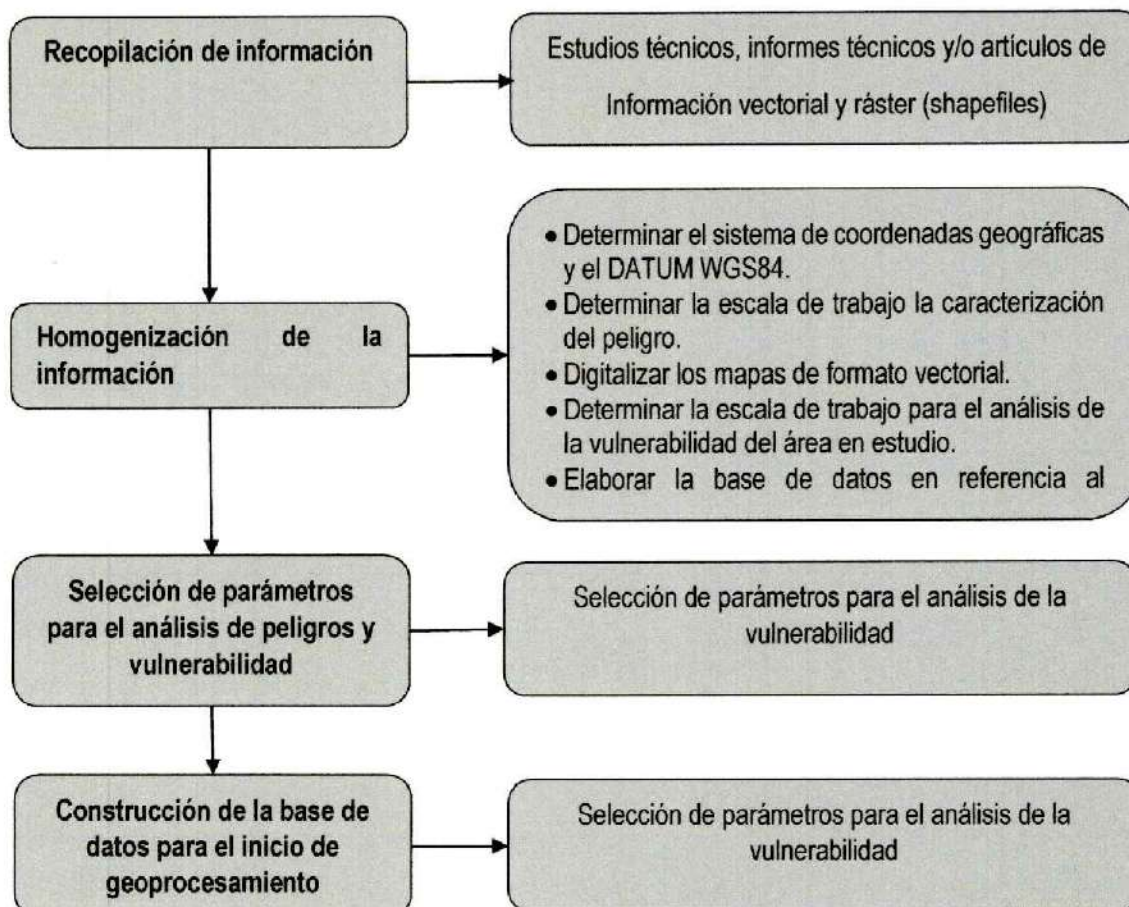 Recopilación de información
Estudios técnicos, informes técnicos y/o artículos de
Información vectorial y ráster (shapefiles)
Homogenización de la
información
• Determinar el sistema de coordenadas geográficas
y el DATUM WGS84.
• Determinar la escala de trabajo la caracterización
del peligro.
• Digitalizar los mapas de formato vectorial.
• Determinar la escala de trabajo para el análisis de
la vulnerabilidad del área en estudio.
• Elaborar la base de datos en referencia al
Selección de parámetros
para el análisis de peligros y
vulnerabilidad
Selección de parámetros para el análisis de la
vulnerabilidad
Construcción de la base de
datos para el inicio de
geoprocesamiento
Selección de parámetros para el análisis de la
vulnerabilidad